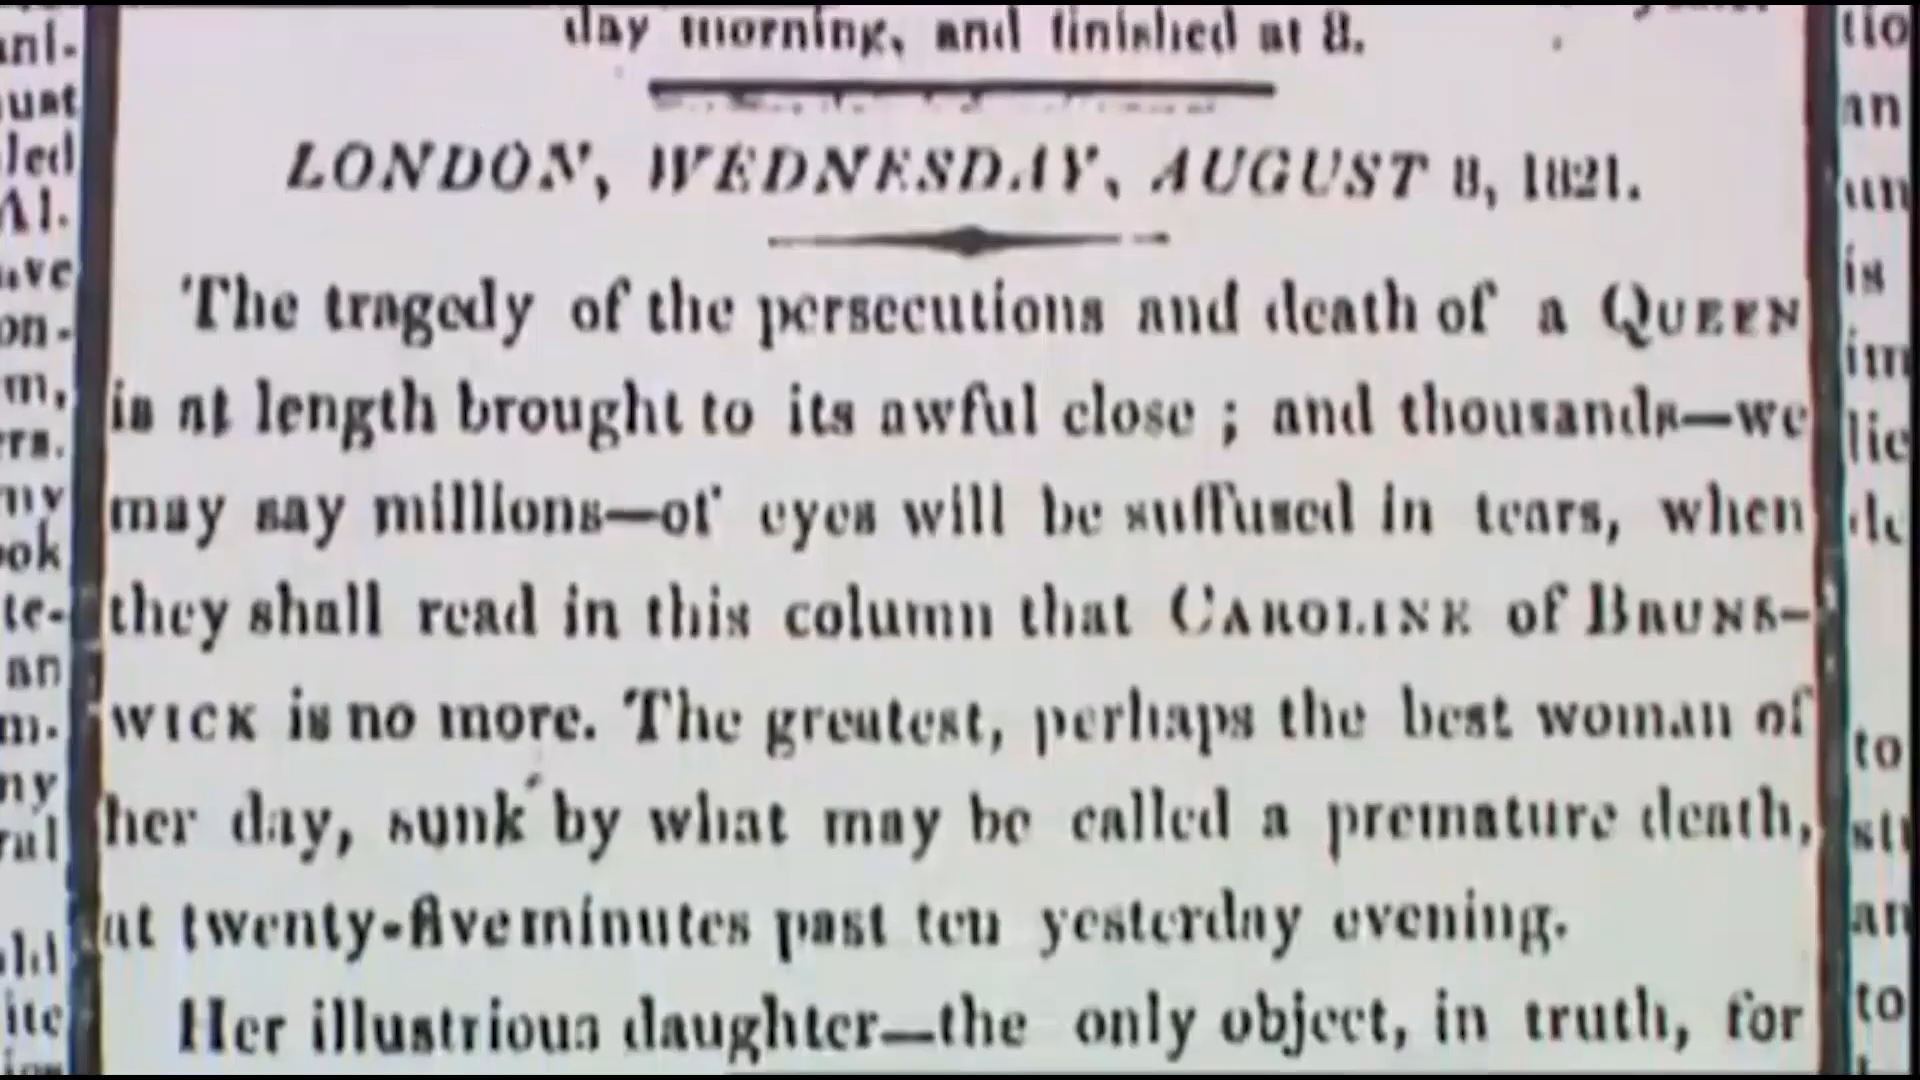 day morning, and finished at 8.
LONDON, WEDNESDAY, AUGUST 8, 1821.
The tragedy of the persecutions and death of a QUEEN
is at length brought to its awful close ; and thousands—we
may say millions—of eyes will be suffused in tears, when
they shall read in this column that CAROLINE of BRUNS-
WICK is no more. The greatest, perhaps the best woman of
her day, sunk by what may be called a premature death,
at twenty-five minutes past ten yesterday evening.
Her illustrious daughter—the only object, in truth, for